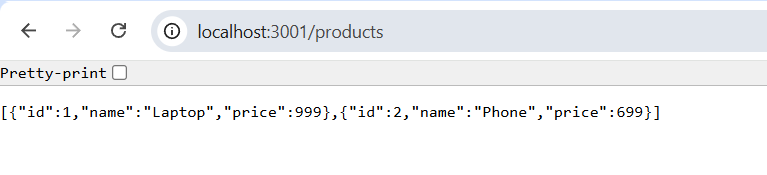 localhost:3001/products
Pretty-print
[{"id":1,"name":"Laptop","price":999},{"id":2,"name":"Phone","price":699}]